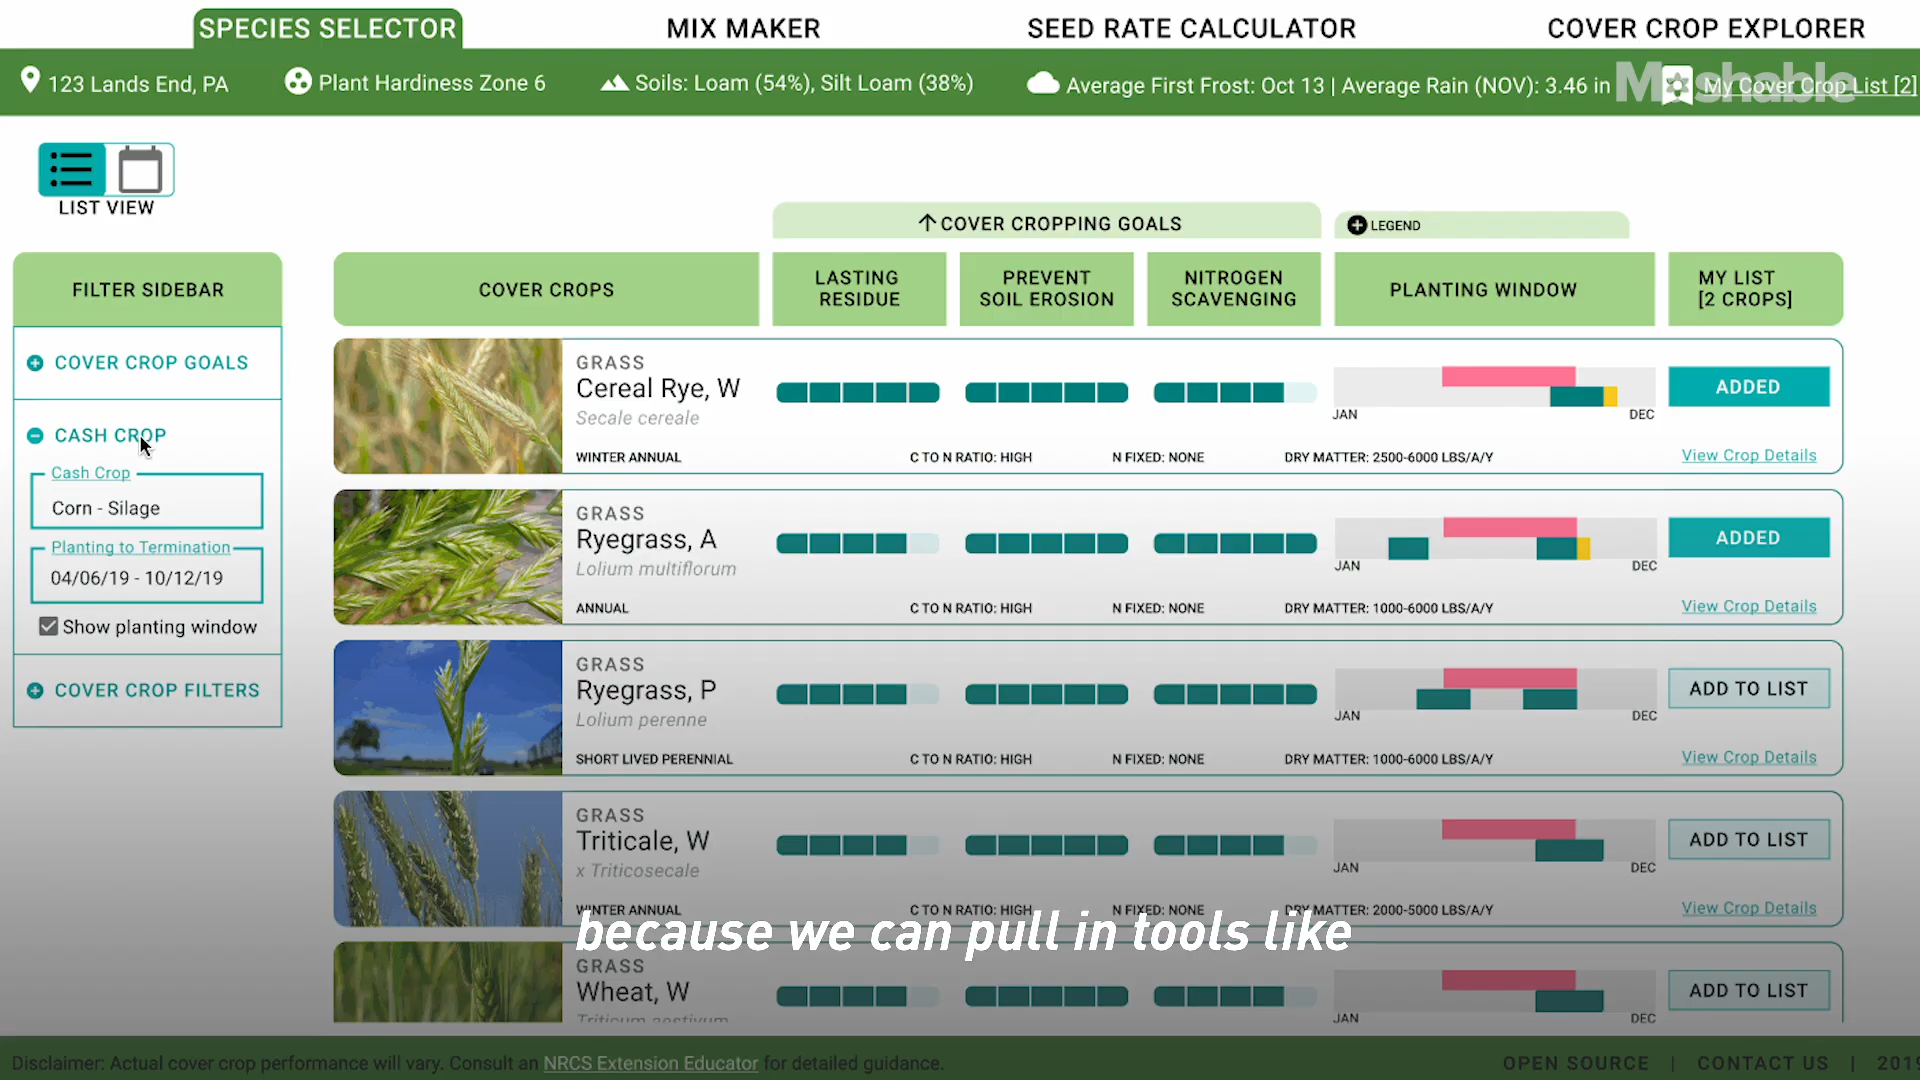 SPECIES SELECTOR
MIX MAKER
SEED RATE CALCULATOR
COVER CROP EXPLORER
123 Lands End, PA
Plant Hardiness Zone 6
Soils: Loam (54%), Silt Loam (38%)
Average First Frost: Oct 13 | Average Rain (NOV): 3.46 in
My Cover Crop List [2]
Mashable
LIST VIEW
COVER CROPPING GOALS
LEGEND
FILTER SIDEBAR
COVER CROPS
LASTING
RESIDUE
PREVENT
SOIL EROSION
NITROGEN
SCAVENGING
PLANTING WINDOW
MY LIST
[2 CROPS]
COVER CROP GOALS
CASH CROP
Cash Crop
Corn - Silage
Planting to Termination
04/06/19 - 10/12/19
Show planting window
COVER CROP FILTERS
GRASS
Cereal Rye, W
Secale cereale
WINTER ANNUAL
C TO N RATIO: HIGH
N FIXED: NONE
DRY MATTER: 2500-6000 LBS/A/Y
JAN
DEC
ADDED
View Crop Details
GRASS
Ryegrass, A
Lolium multiflorum
ANNUAL
C TO N RATIO: HIGH
N FIXED: NONE
DRY MATTER: 1000-6000 LBS/A/Y
JAN
DEC
ADDED
View Crop Details
GRASS
Ryegrass, P
Lolium perenne
SHORT LIVED PERENNIAL
C TO N RATIO: HIGH
N FIXED: NONE
DRY MATTER: 1000-6000 LBS/A/Y
JAN
DEC
ADD TO LIST
View Crop Details
GRASS
Triticale, W
x Triticosecale
WINTER ANNUAL
C TO N RATIO: HIGH
N FIXED: NONE
DRY MATTER: 2000-5000 LBS/A/Y
JAN
DEC
ADD TO LIST
View Crop Details
because we can pull in tools like
GRASS
Wheat, W
Triticum aestivum
JAN
DEC
ADD TO LIST
Disclaimer: Actual cover crop performance will vary. Consult an NRCS Extension Educator for detailed guidance.
OPEN SOURCE | CONTACT US | 2019